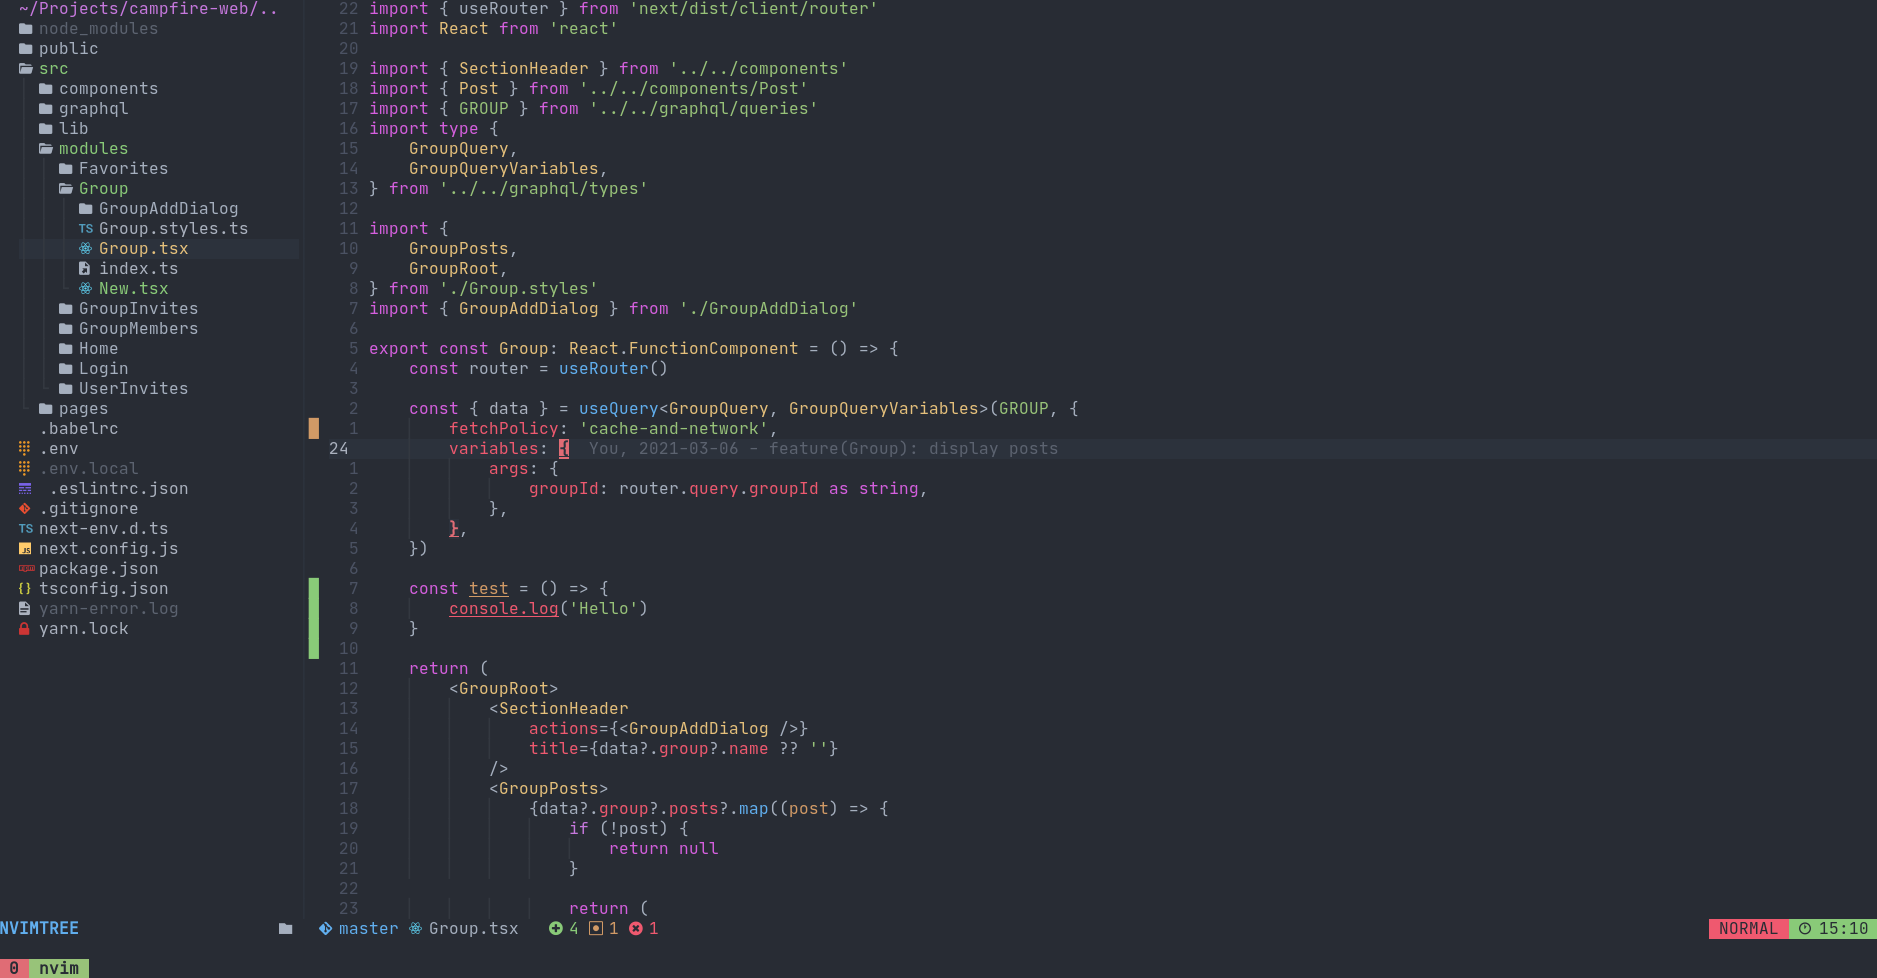 ~/Projects/campfire-web/..
node_modules
public
src
components
graphql
lib
modules
Favorites
Group
GroupAddDialog
TS Group.styles.ts
Group.tsx
index.ts
New.tsx
GroupInvites
GroupMembers
Home
Login
UserInvites
pages
.babelrc
.env
.env.local
.eslintrc.json
.gitignore
TS next-env.d.ts
JS next.config.js
package.json
{} tsconfig.json
yarn-error.log
yarn.lock
22 import { useRouter } from 'next/dist/client/router'
21 import React from 'react'
20
19 import { SectionHeader } from '../../components'
18 import { Post } from '../../components/Post'
17 import { GROUP } from '../../graphql/queries'
16 import type {
15     GroupQuery,
14     GroupQueryVariables,
13 } from '../../graphql/types'
12
11 import {
10     GroupPosts,
9     GroupRoot,
8 } from './Group.styles'
7 import { GroupAddDialog } from './GroupAddDialog'
6
5 export const Group: React.FunctionComponent = () => {
4     const router = useRouter()
3
2     const { data } = useQuery<GroupQuery, GroupQueryVariables>(GROUP, {
1         fetchPolicy: 'cache-and-network',
24         variables: {  You, 2021-03-06 - feature(Group): display posts
1             args: {
2                 groupId: router.query.groupId as string,
3             },
4         },
5     })
6
7     const test = () => {
8         console.log('Hello')
9     }
10
11     return (
12         <GroupRoot>
13             <SectionHeader
14                 actions={<GroupAddDialog />}
15                 title={data?.group?.name ?? ''}
16             />
17             <GroupPosts>
18                 {data?.group?.posts?.map((post) => {
19                     if (!post) {
20                         return null
21                     }
22
23                     return (
NVIMTREE
master Group.tsx 4 1 1
NORMAL 15:10
0 nvim